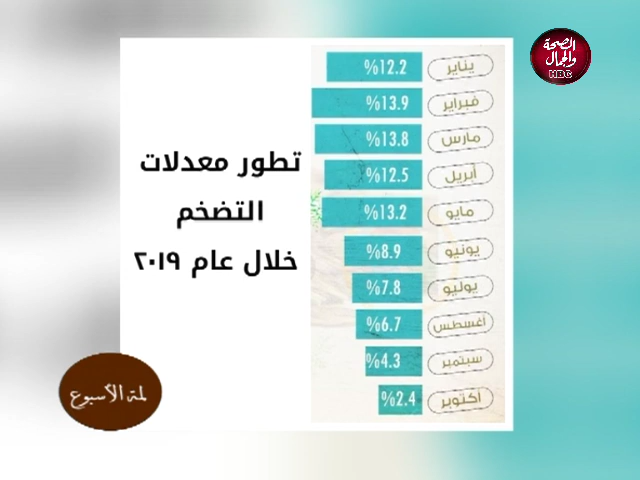 الصحة
والجمال
HBC
تطور معدلات
التضخم
خلال عام ٢٠١٩
يناير %12.2
فبراير %13.9
مارس %13.8
أبريل %12.5
مايو %13.2
يونيو %8.9
يوليو %7.8
أغسطس %6.7
سبتمبر %4.3
أكتوبر %2.4
لمة الأسبوع